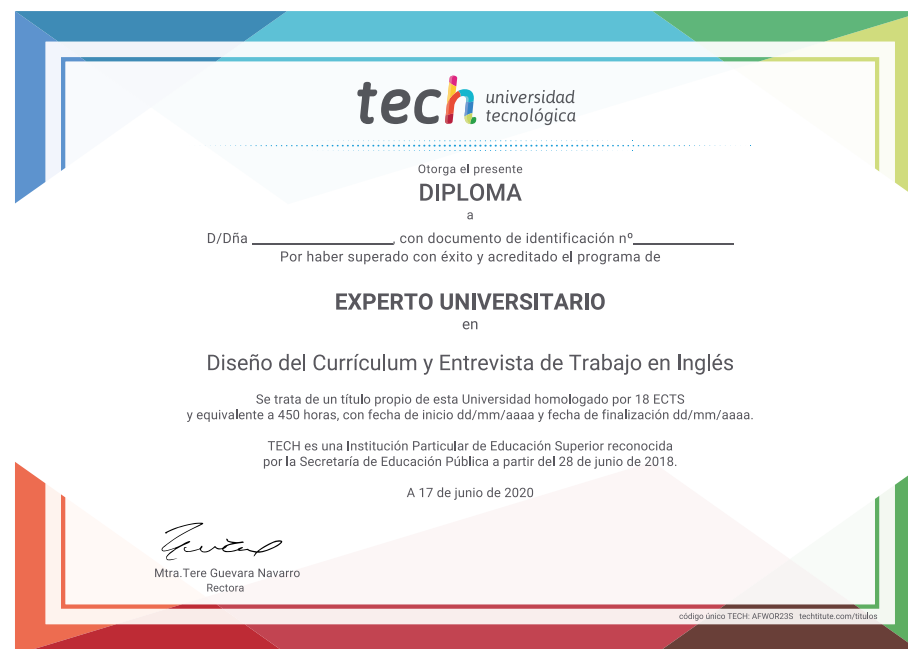 tech universidad
tecnológica
Otorga el presente
DIPLOMA
a
D/Dña ________________, con documento de identificación nº____________
Por haber superado con éxito y acreditado el programa de
EXPERTO UNIVERSITARIO
en
Diseño del Currículum y Entrevista de Trabajo en Inglés
Se trata de un título propio de esta Universidad homologado por 18 ECTS
y equivalente a 450 horas, con fecha de inicio dd/mm/aaaa y fecha de finalización dd/mm/aaaa.
TECH es una Institución Particular de Educación Superior reconocida
por la Secretaría de Educación Pública a partir del 28 de junio de 2018.
A 17 de junio de 2020
Mtra.Tere Guevara Navarro
Rectora
código único TECH: AFWOR23S techtitute.com/titulos